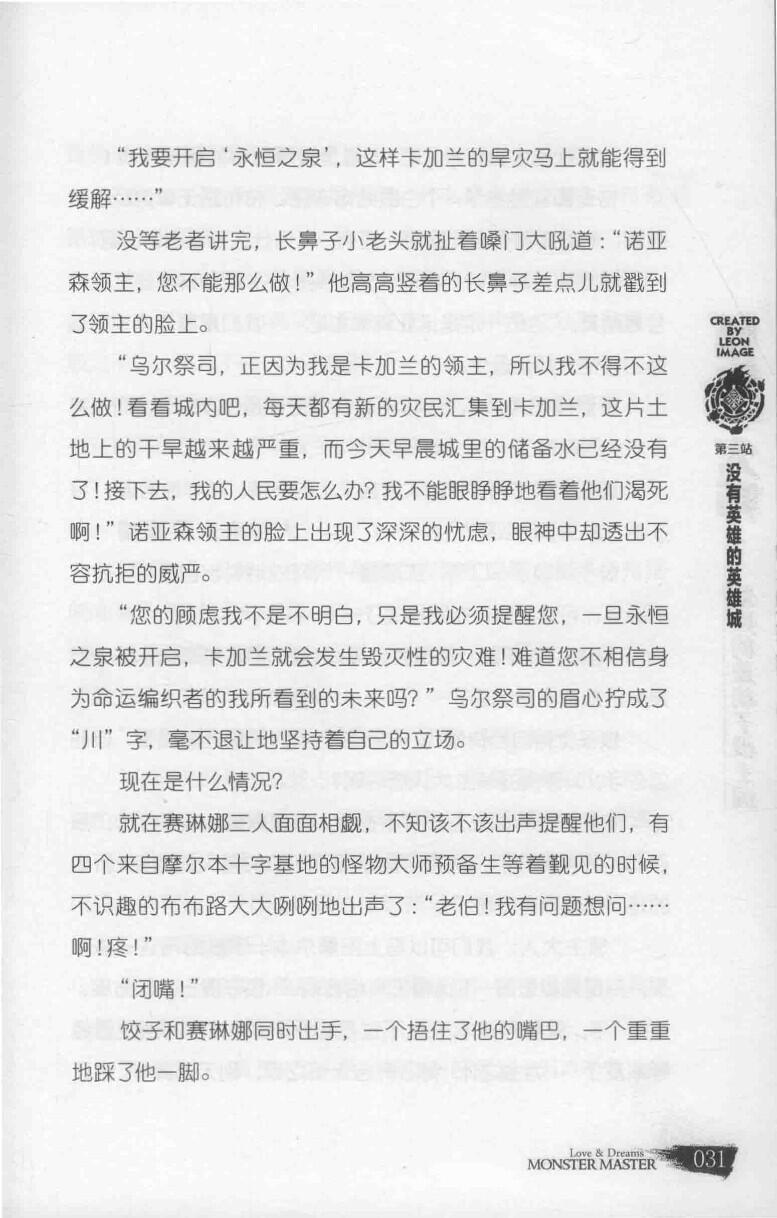 “我要开启‘永恒之泉’，这样卡加兰的旱灾马上就能得到
缓解……”
没等老者讲完，长鼻子小老头就扯着嗓门大吼道：“诺亚
森领主，您不能那么做！”他高高竖着的长鼻子差点儿就戳到
了领主的脸上。
“乌尔祭司，正因为我是卡加兰的领主，所以我不得不这
么做！看看城内吧，每天都有新的灾民汇集到卡加兰，这片土
地上的干旱越来越严重，而今天早晨城里的储备水已经没有
了！接下去，我的人民要怎么办？我不能眼睁睁地看着他们渴死
啊！”诺亚森领主的脸上出现了深深的忧虑，眼神中却透出不
容抗拒的威严。
“您的顾虑我不是不明白，只是我必须提醒您，一旦永恒
之泉被开启，卡加兰就会发生毁灭性的灾难！难道您不相信身
为命运编织者的我所看到的未来吗？”乌尔祭司的眉心拧成了
“川”字，毫不退让地坚持着自己的立场。
现在是什么情况？
就在赛琳娜三人面面相觑，不知该不该出声提醒他们，有
四个来自摩尔本十字基地的怪物大师预备生等着觐见的时候，
不识趣的布布路大大咧咧地出声了：“老伯！我有问题想问……
啊！疼！”
“闭嘴！”
饺子和赛琳娜同时出手，一个捂住了他的嘴巴，一个重重
地踩了他一脚。
CREATED
BY
LEON
IMAGE
第三站
没有英雄的英雄城
Love & Dreams
MONSTER MASTER
031